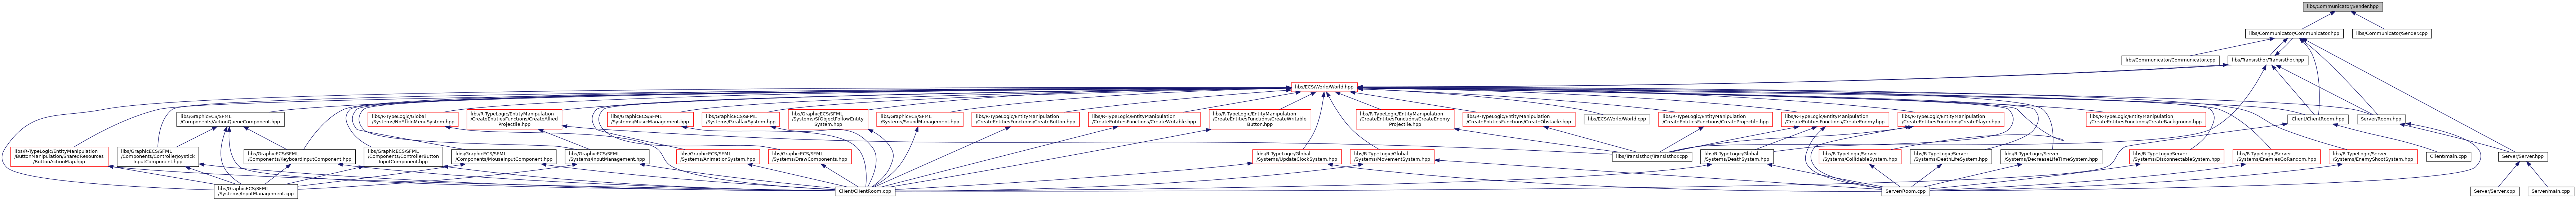 libs/Communicator/Sender.hpp
libs/Communicator/Communicator.hpp
libs/Communicator/Sender.cpp
libs/Communicator/Communicator.cpp
libs/Transisthor/Transisthor.hpp
libs/ECS/World/World.hpp
libs/GraphicECS/SFML
/Components/ActionQueueComponent.hpp
libs/R-TypeLogic/Global
/Systems/NoAfkInMenuSystem.hpp
libs/R-TypeLogic/EntityManipulation
/CreateEntitiesFunctions/CreateAllied
Projectile.hpp
libs/GraphicECS/SFML
/Systems/MusicManagement.hpp
libs/GraphicECS/SFML
/Systems/ParallaxSystem.hpp
libs/GraphicECS/SFML
/Systems/SfObjectFollowEntity
System.hpp
libs/GraphicECS/SFML
/Systems/SoundManagement.hpp
libs/R-TypeLogic/EntityManipulation
/CreateEntitiesFunctions/CreateButton.hpp
libs/R-TypeLogic/EntityManipulation
/CreateEntitiesFunctions/CreateWritable.hpp
libs/R-TypeLogic/EntityManipulation
/CreateEntitiesFunctions/CreateWritable
Button.hpp
libs/R-TypeLogic/EntityManipulation
/CreateEntitiesFunctions/CreateEnemy
Projectile.hpp
libs/R-TypeLogic/EntityManipulation
/CreateEntitiesFunctions/CreateObstacle.hpp
libs/ECS/World/World.cpp
libs/R-TypeLogic/EntityManipulation
/CreateEntitiesFunctions/CreateProjectile.hpp
libs/R-TypeLogic/EntityManipulation
/CreateEntitiesFunctions/CreateEnemy.hpp
libs/R-TypeLogic/EntityManipulation
/CreateEntitiesFunctions/CreatePlayer.hpp
libs/R-TypeLogic/EntityManipulation
/CreateEntitiesFunctions/CreateBackground.hpp
Client/ClientRoom.hpp
Server/Room.hpp
libs/R-TypeLogic/EntityManipulation
/ButtonManipulation/SharedResources
/ButtonActionMap.hpp
libs/GraphicECS/SFML
/Components/ControllerJoystick
InputComponent.hpp
libs/GraphicECS/SFML
/Components/KeyboardInputComponent.hpp
libs/GraphicECS/SFML
/Components/ControllerButton
InputComponent.hpp
libs/GraphicECS/SFML
/Components/MouseInputComponent.hpp
libs/GraphicECS/SFML
/Systems/InputManagement.hpp
libs/GraphicECS/SFML
/Systems/AnimationSystem.hpp
libs/GraphicECS/SFML
/Systems/DrawComponents.hpp
libs/R-TypeLogic/Global
/Systems/UpdateClockSystem.hpp
libs/R-TypeLogic/Global
/Systems/MovementSystem.hpp
libs/Transisthor/Transisthor.cpp
libs/R-TypeLogic/Global
/Systems/DeathSystem.hpp
libs/R-TypeLogic/Server
/Systems/CollidableSystem.hpp
libs/R-TypeLogic/Server
/Systems/DeathLifeSystem.hpp
libs/R-TypeLogic/Server
/Systems/DecreaseLifeTimeSystem.hpp
libs/R-TypeLogic/Server
/Systems/DisconnectableSystem.hpp
libs/R-TypeLogic/Server
/Systems/EnemiesGoRandom.hpp
libs/R-TypeLogic/Server
/Systems/EnemyShootSystem.hpp
Client/main.cpp
Server/Server.hpp
libs/GraphicECS/SFML
/Systems/InputManagement.cpp
Client/ClientRoom.cpp
Server/Room.cpp
Server/Server.cpp
Server/main.cpp